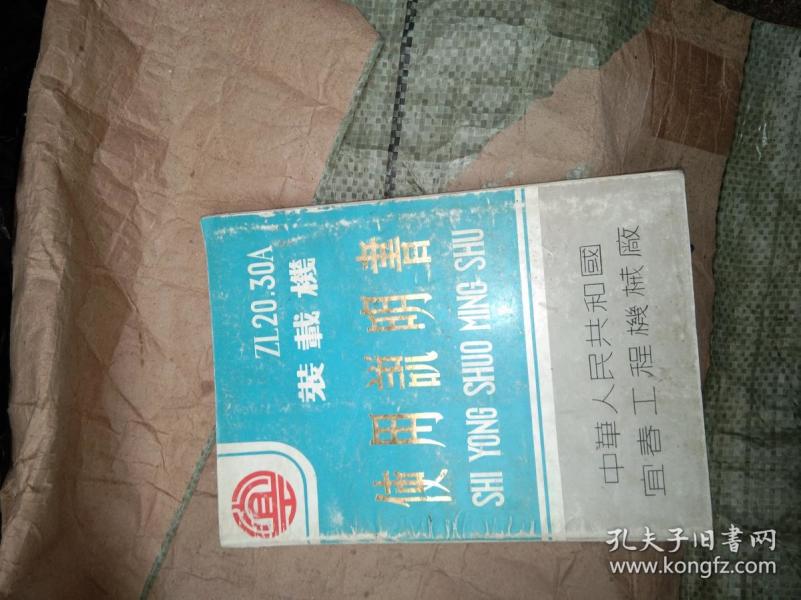 ZL20.30A
裝載機
使用説明書
SHI YONG SHUO MING SHU
中華人民共和國
宜春工程機械廠
孔夫子旧书网
www.kongfz.com